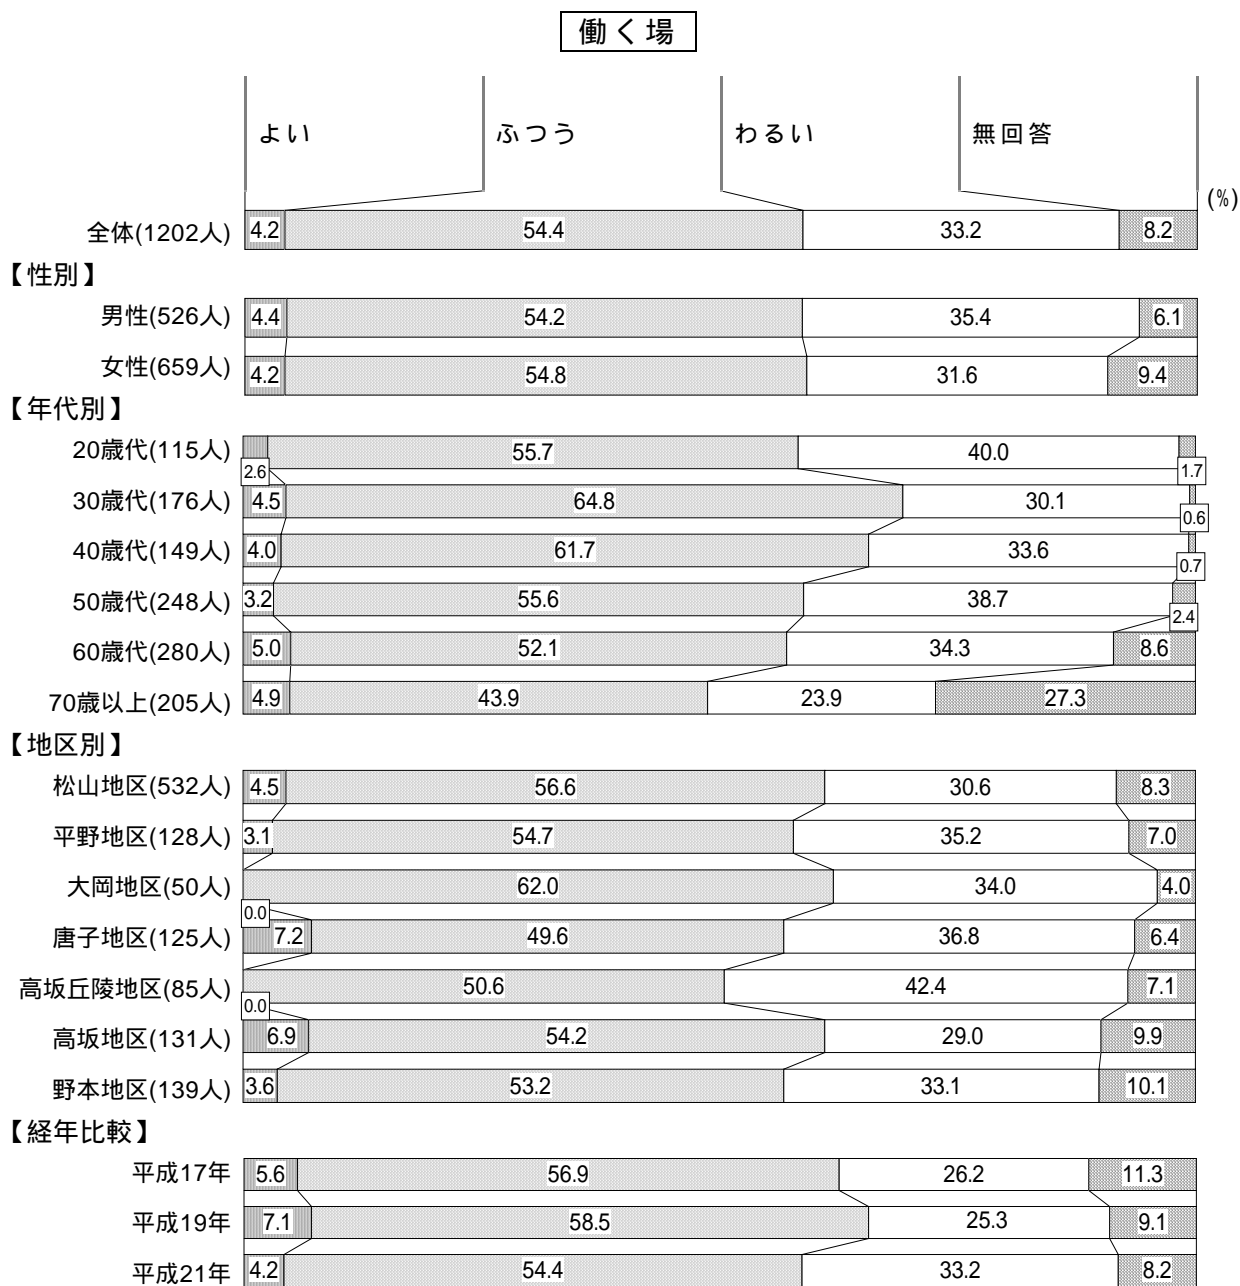 働く場
よい ふつう わるい 無回答
(%)
全体(1202人) 4.2 54.4 33.2 8.2
【性別】
男性(526人) 4.4 54.2 35.4 6.1
女性(659人) 4.2 54.8 31.6 9.4
【年代別】
20歳代(115人) 2.6 55.7 40.0 1.7
30歳代(176人) 4.5 64.8 30.1 0.6
40歳代(149人) 4.0 61.7 33.6 0.7
50歳代(248人) 3.2 55.6 38.7 2.4
60歳代(280人) 5.0 52.1 34.3 8.6
70歳以上(205人) 4.9 43.9 23.9 27.3
【地区別】
松山地区(532人) 4.5 56.6 30.6 8.3
平野地区(128人) 3.1 54.7 35.2 7.0
大岡地区(50人) 0.0 62.0 34.0 4.0
唐子地区(125人) 7.2 49.6 36.8 6.4
高坂丘陵地区(85人) 0.0 50.6 42.4 7.1
高坂地区(131人) 6.9 54.2 29.0 9.9
野本地区(139人) 3.6 53.2 33.1 10.1
【経年比較】
平成17年 5.6 56.9 26.2 11.3
平成19年 7.1 58.5 25.3 9.1
平成21年 4.2 54.4 33.2 8.2